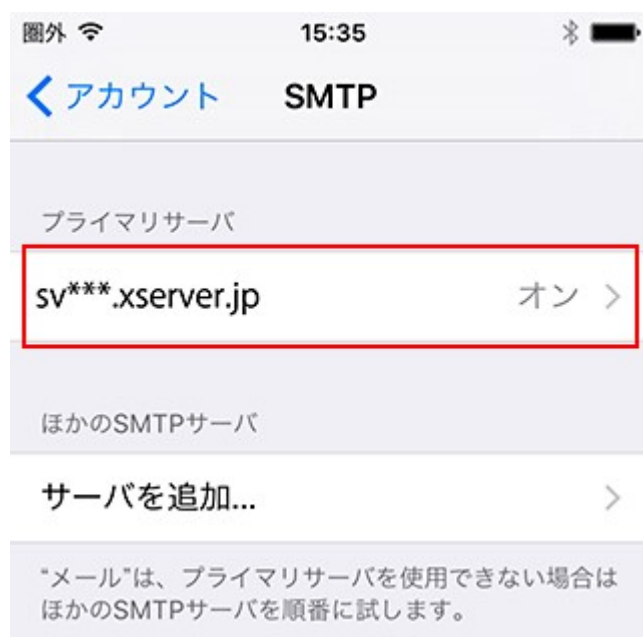 圏外 15:35
アカウント SMTP
プライマリサーバ
sv***.xserver.jp オン
ほかのSMTPサーバ
サーバを追加...
“メール”は、プライマリサーバを使用できない場合は
ほかのSMTPサーバを順番に試します。